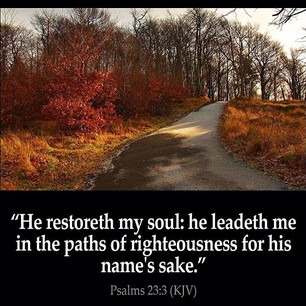 “He restoreth my soul: he leadeth me
in the paths of righteousness for his
name's sake.”
Psalms 23:3 (KJV)